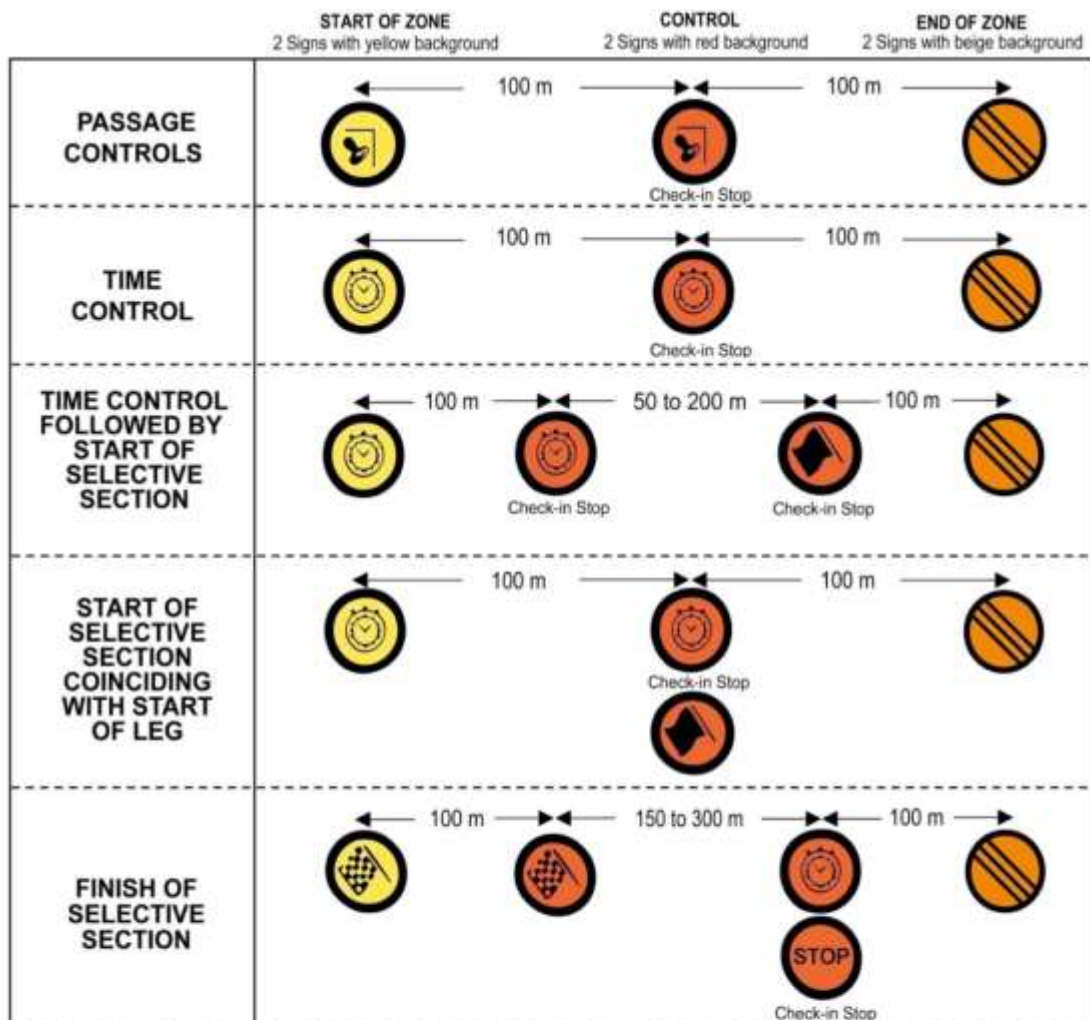 START OF ZONE
2 Signs with yellow background
CONTROL
2 Signs with red background
END OF ZONE
2 Signs with beige background
PASSAGE
CONTROLS
100 m
100 m
Check-in Stop
TIME
CONTROL
100 m
100 m
Check-in Stop
TIME CONTROL
FOLLOWED BY
START OF
SELECTIVE
SECTION
100 m
50 to 200 m
100 m
Check-in Stop
Check-in Stop
START OF
SELECTIVE
SECTION
COINCIDING
WITH START
OF LEG
100 m
100 m
Check-in Stop
FINISH OF
SELECTIVE
SECTION
100 m
150 to 300 m
100 m
STOP
Check-in Stop